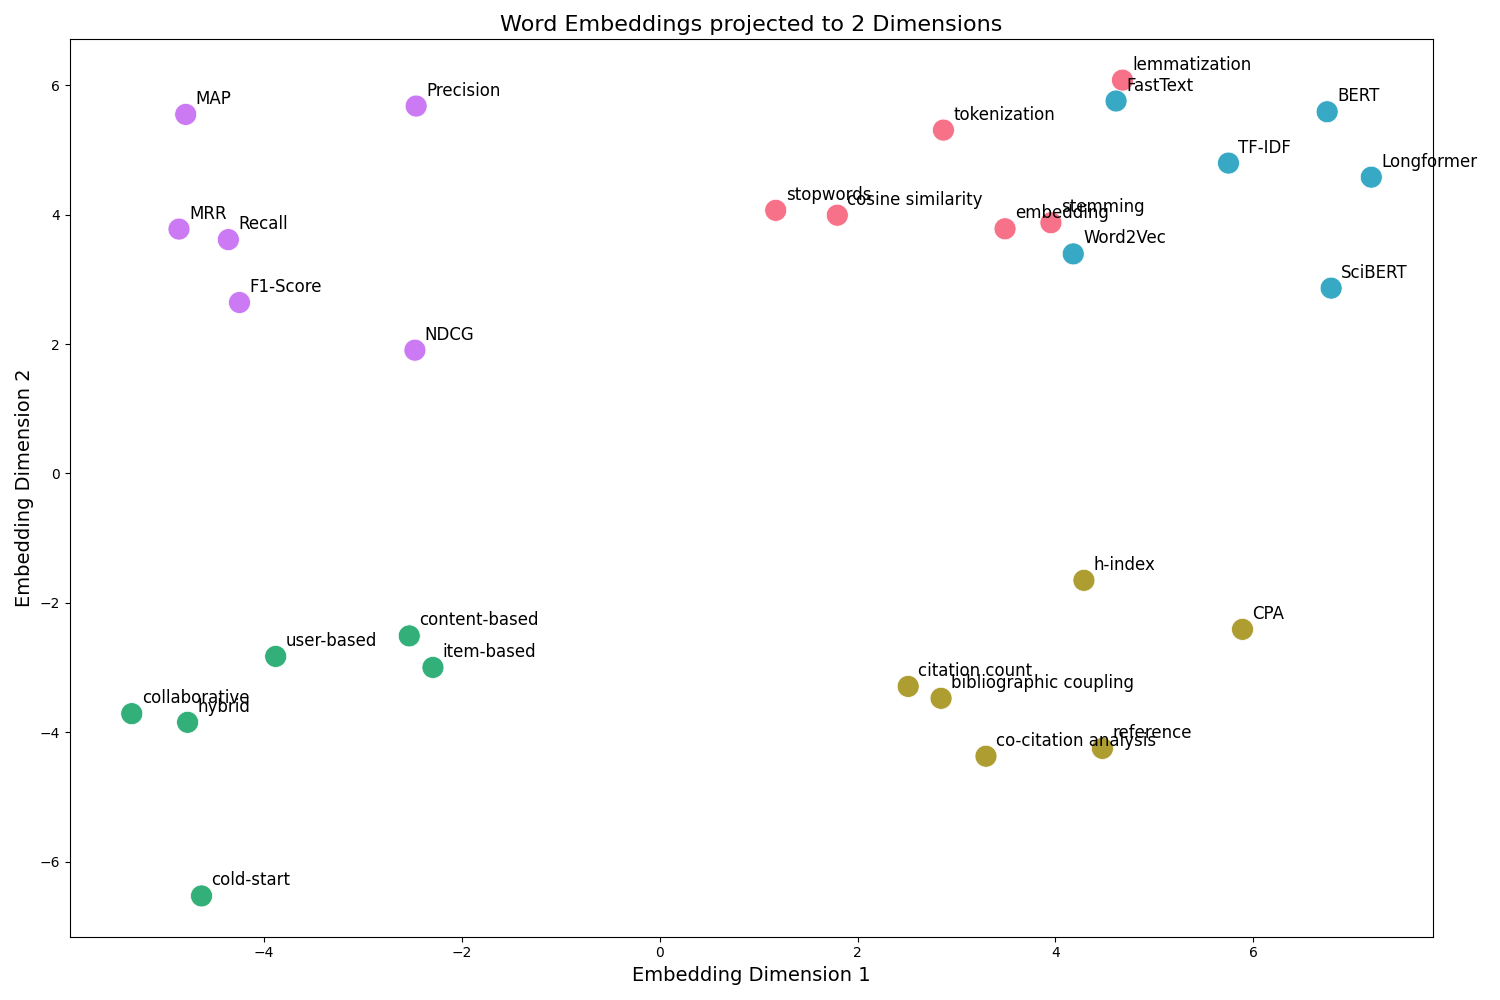 Word Embeddings projected to 2 Dimensions
lemmatization
FastText
MAP
Precision
BERT
tokenization
TF-IDF
Longformer
stopwords
cosine similarity
MRR
Recall
embedding
stemming
Word2Vec
F1-Score
SciBERT
NDCG
h-index
CPA
content-based
user-based
item-based
citation count
bibliographic coupling
collaborative
hybrid
co-citation analysis
reference
cold-start
6
4
2
0
−2
−4
−6
Embedding Dimension 2
−4
−2
0
2
4
6
Embedding Dimension 1